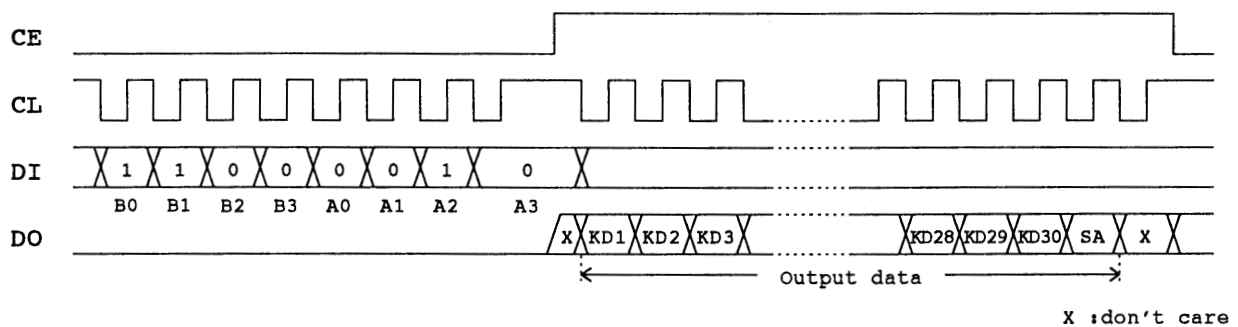 CE
CL
DI 1 1 0 0 0 0 1 0
B0 B1 B2 B3 A0 A1 A2 A3
DO X KD1 KD2 KD3 KD28 KD29 KD30 SA X
Output data
X :don't care